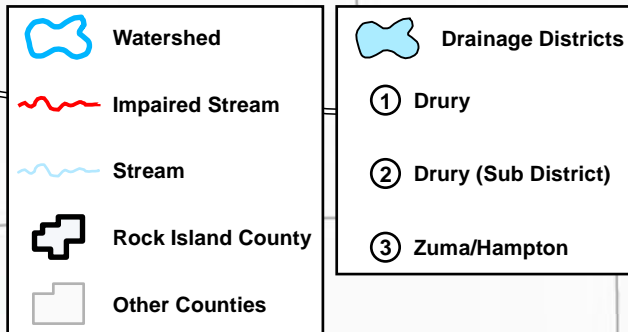 Watershed
Impaired Stream
Stream
Rock Island County
Other Counties
Drainage Districts
1 Drury
2 Drury (Sub District)
3 Zuma/Hampton